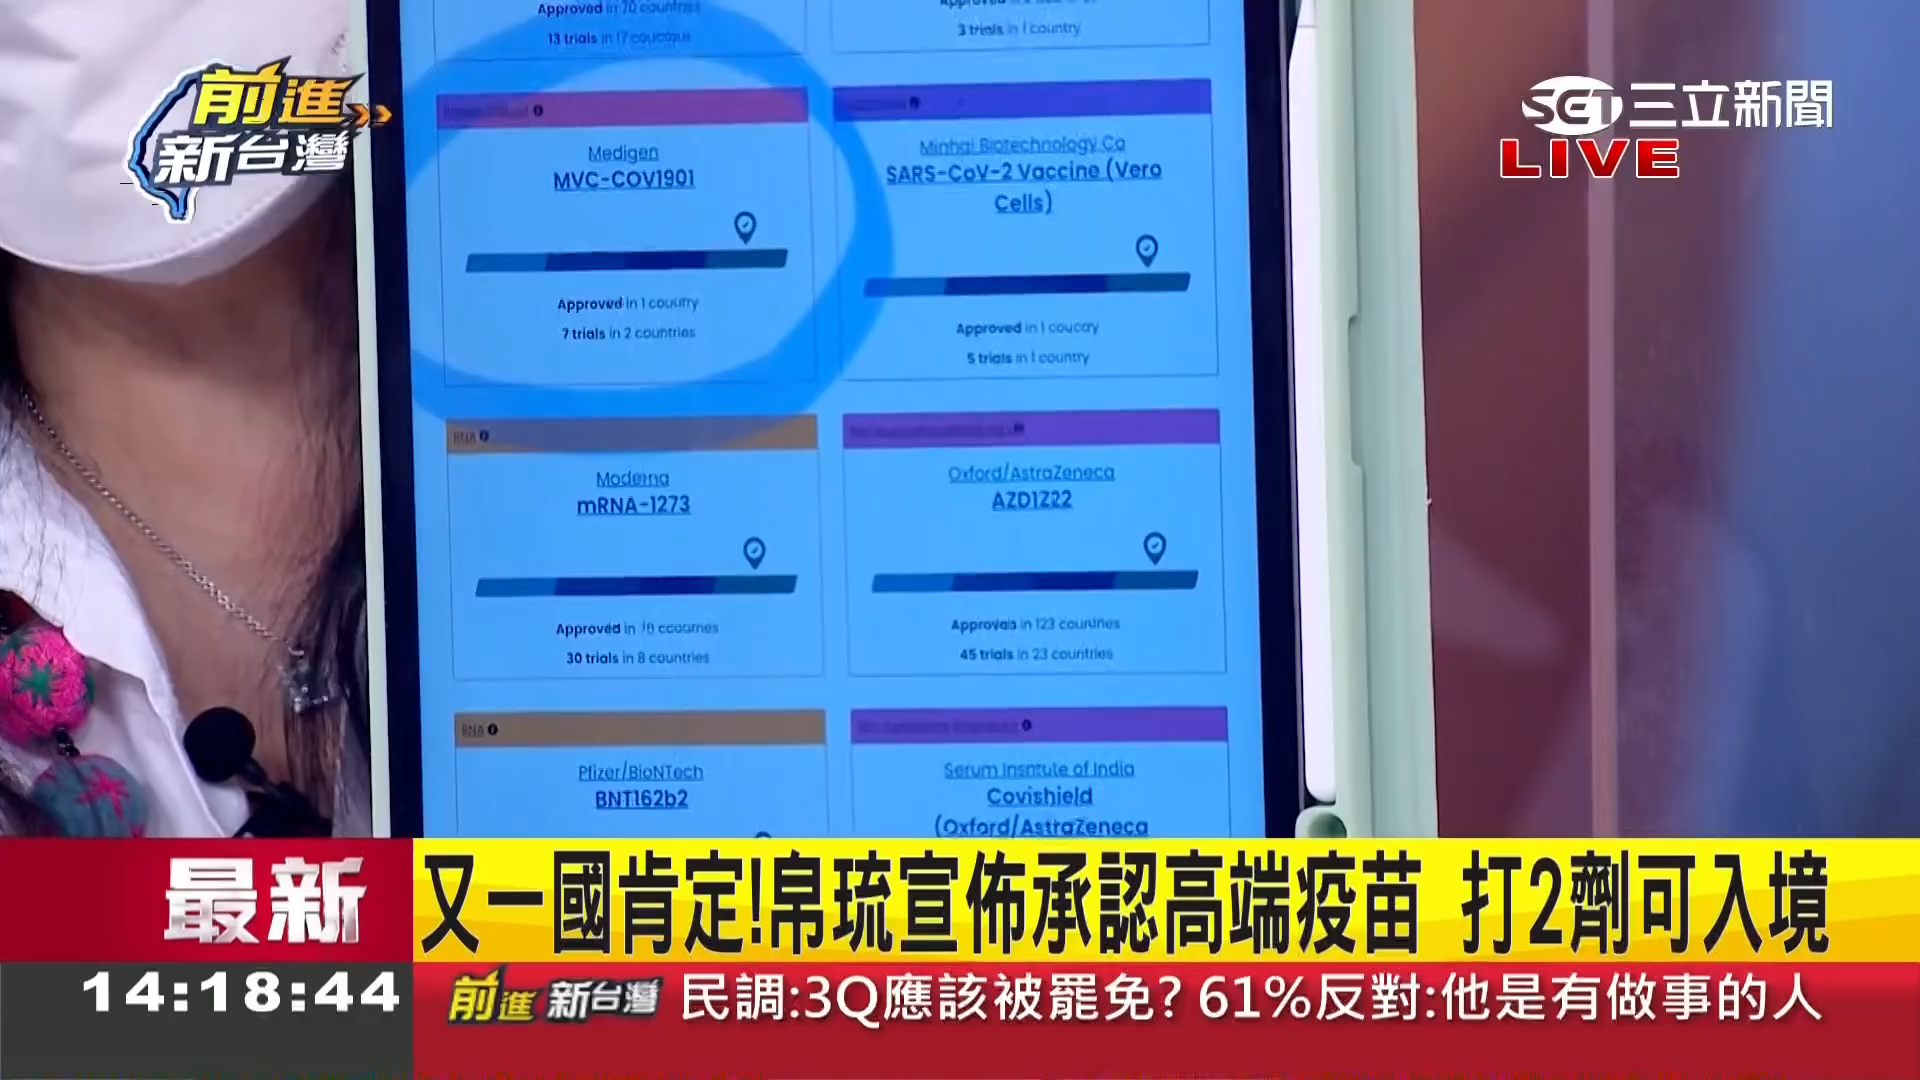 前進
新台灣
SET三立新聞
LIVE
13 trials in 17
3 trials in 1 country
Medigen
MVC-COV1901
Approved in 1
7 trials in 2 countries
Minhai Biotechnology Co
SARS-CoV-2 Vaccine (Vero
Cells)
Approved in 1
5 trials in 1 country
RNA
Moderna
mRNA-1273
Approved in
30 trials in 8 countries
Oxford/AstraZeneca
AZD1222
Approved in 123 countries
45 trials in 23 countries
RNA
Pfizer/BioNTech
BNT162b2
Serum Institute of India
Covishield
(Oxford/AstraZeneca
最新
又一國肯定!帛琉宣佈承認高端疫苗 打2劑可入境
14:18:44
前進新台灣 民調:3Q應該被罷免? 61%反對:他是有做事的人